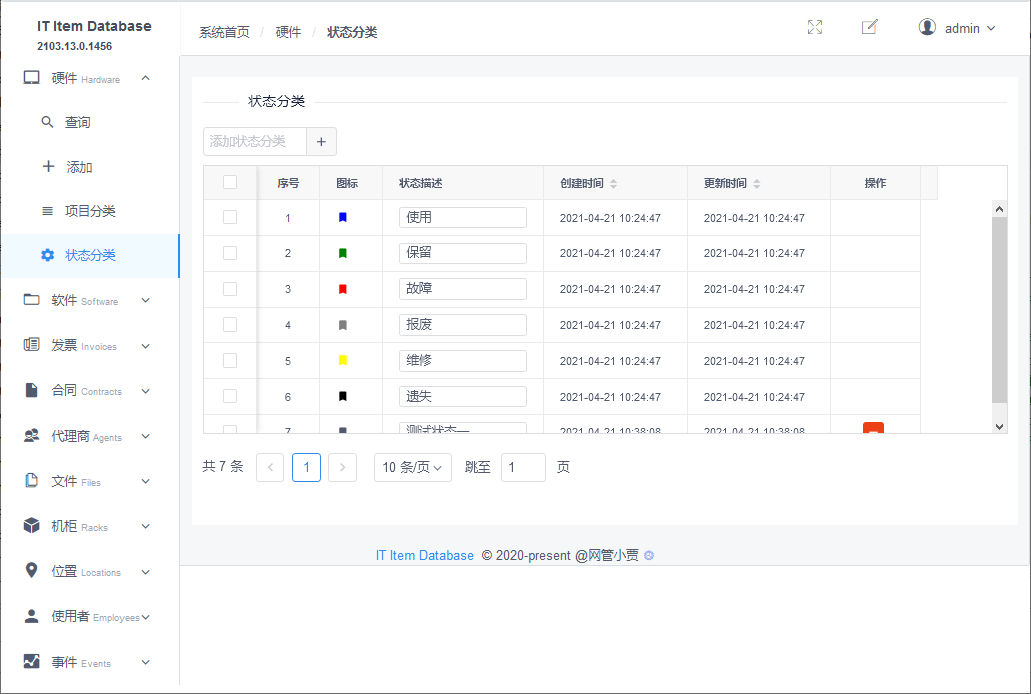 IT Item Database
2103.13.0.1456
硬件 Hardware
查询
添加
项目分类
状态分类
软件 Software
发票 Invoices
合同 Contracts
代理商 Agents
文件 Files
机柜 Racks
位置 Locations
使用者 Employees
事件 Events
系统首页 / 硬件 / 状态分类
admin
状态分类
添加状态分类 +
序号 图标 状态描述 创建时间 更新时间 操作
1 使用 2021-04-21 10:24:47 2021-04-21 10:24:47
2 保留 2021-04-21 10:24:47 2021-04-21 10:24:47
3 故障 2021-04-21 10:24:47 2021-04-21 10:24:47
4 报废 2021-04-21 10:24:47 2021-04-21 10:24:47
5 维修 2021-04-21 10:24:47 2021-04-21 10:24:47
6 遗失 2021-04-21 10:24:47 2021-04-21 10:24:47
7 测试状态一 2021-04-21 10:38:08 2021-04-21 10:38:08
共 7 条 1 10 条/页 跳至 1 页
IT Item Database © 2020-present @网管小贾